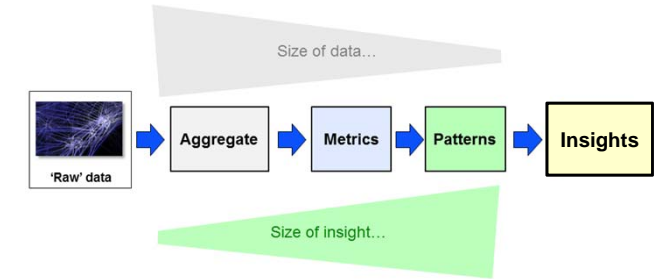 Size of data...
Aggregate
Metrics
Patterns
Insights
'Raw' data
Size of insight...